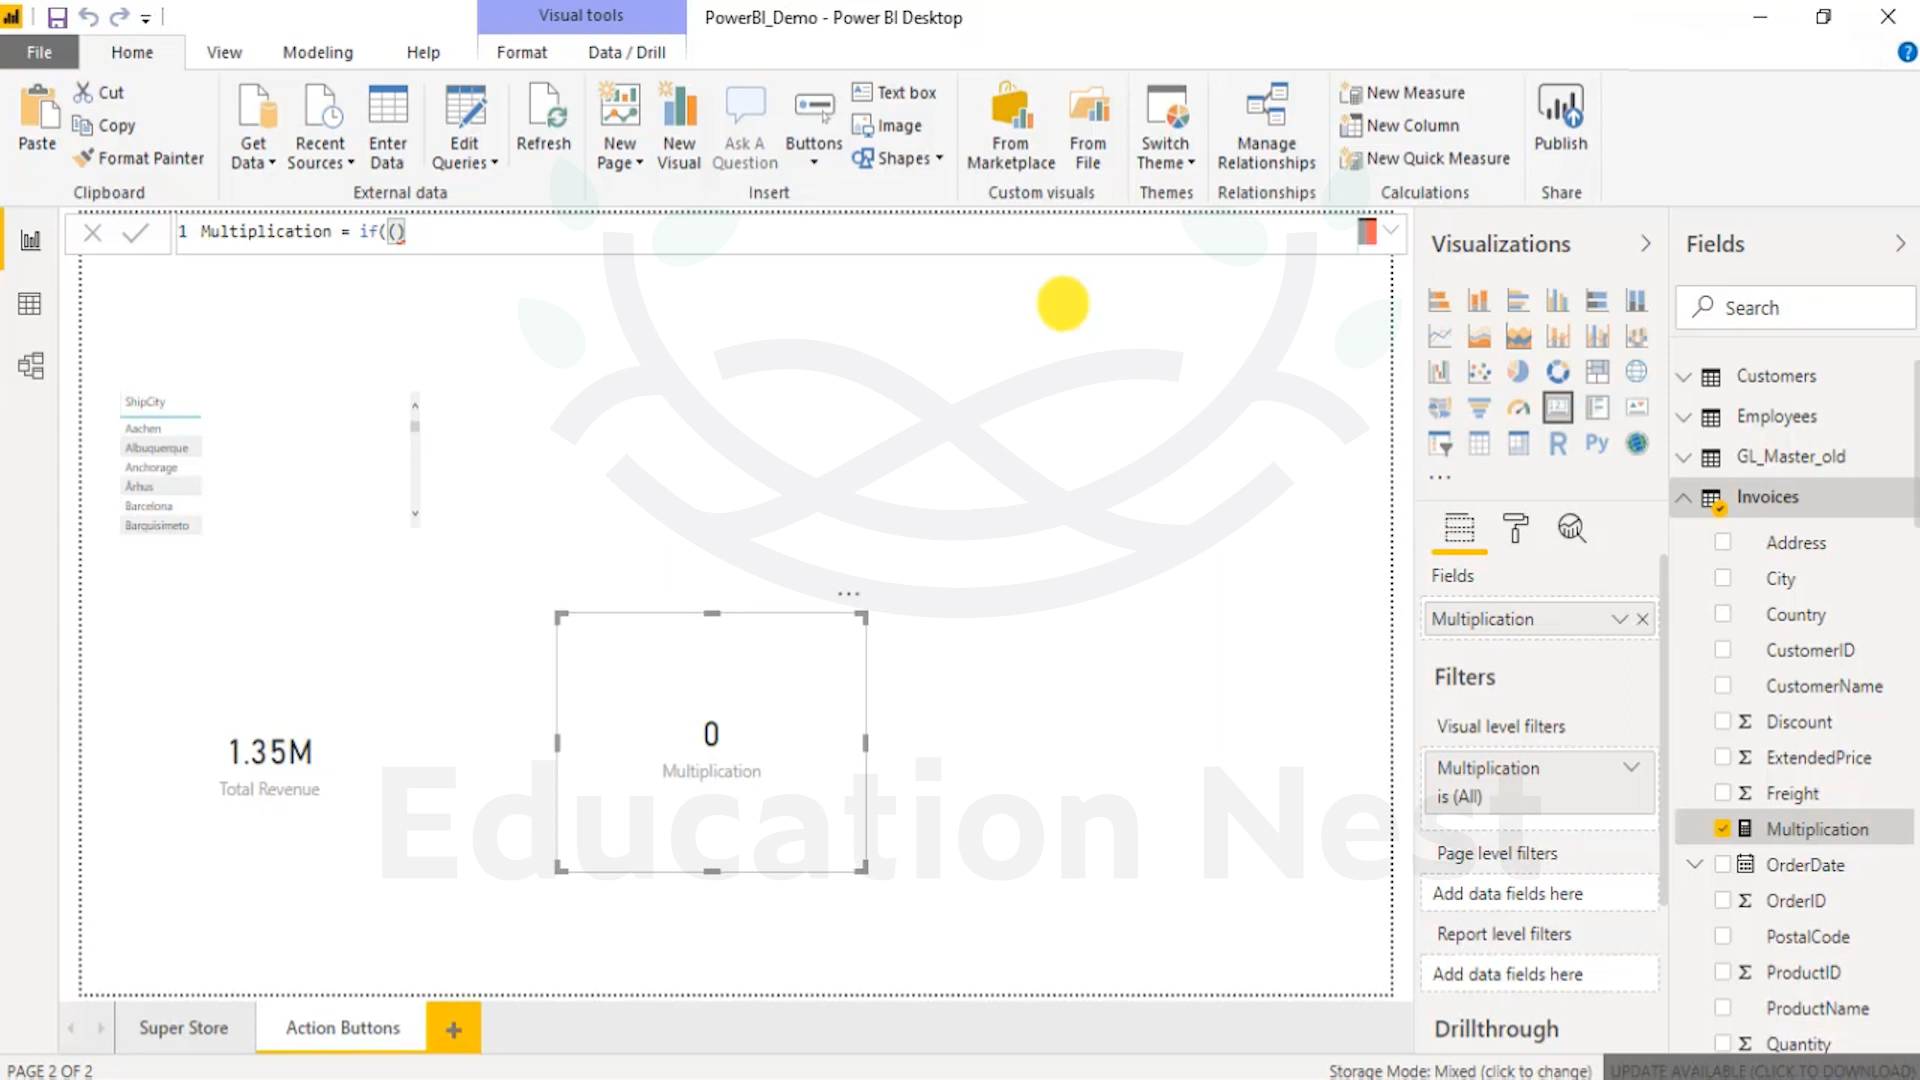 Visual tools
PowerBI_Demo - Power BI Desktop
File Home View Modeling Help Format Data / Drill
Paste
Cut
Copy
Format Painter
Clipboard
Get Data
Recent Sources
Enter Data
Edit Queries
Refresh
External data
New Page
New Visual
Ask A Question
Buttons
Text box
Image
Shapes
Insert
From Marketplace
From File
Custom visuals
Switch Theme
Themes
Manage Relationships
Relationships
New Measure
New Column
New Quick Measure
Calculations
Publish
Share
1 Multiplication = if(()
ShipCity
Aachen
Albuquerque
Anchorage
Århus
Barcelona
Barquisimeto
1.35M
Total Revenue
0
Multiplication
Education Nest
Visualizations
R Py
Fields
Multiplication
Filters
Visual level filters
Multiplication
is (All)
Page level filters
Add data fields here
Report level filters
Add data fields here
Drillthrough
Fields
Search
Customers
Employees
GL_Master_old
Invoices
Address
City
Country
CustomerID
CustomerName
Discount
ExtendedPrice
Freight
Multiplication
OrderDate
OrderID
PostalCode
ProductID
ProductName
Quantity
Super Store
Action Buttons
PAGE 2 OF 2
Storage Mode: Mixed (click to change)
UPDATE AVAILABLE (CLICK TO DOWNLOAD)